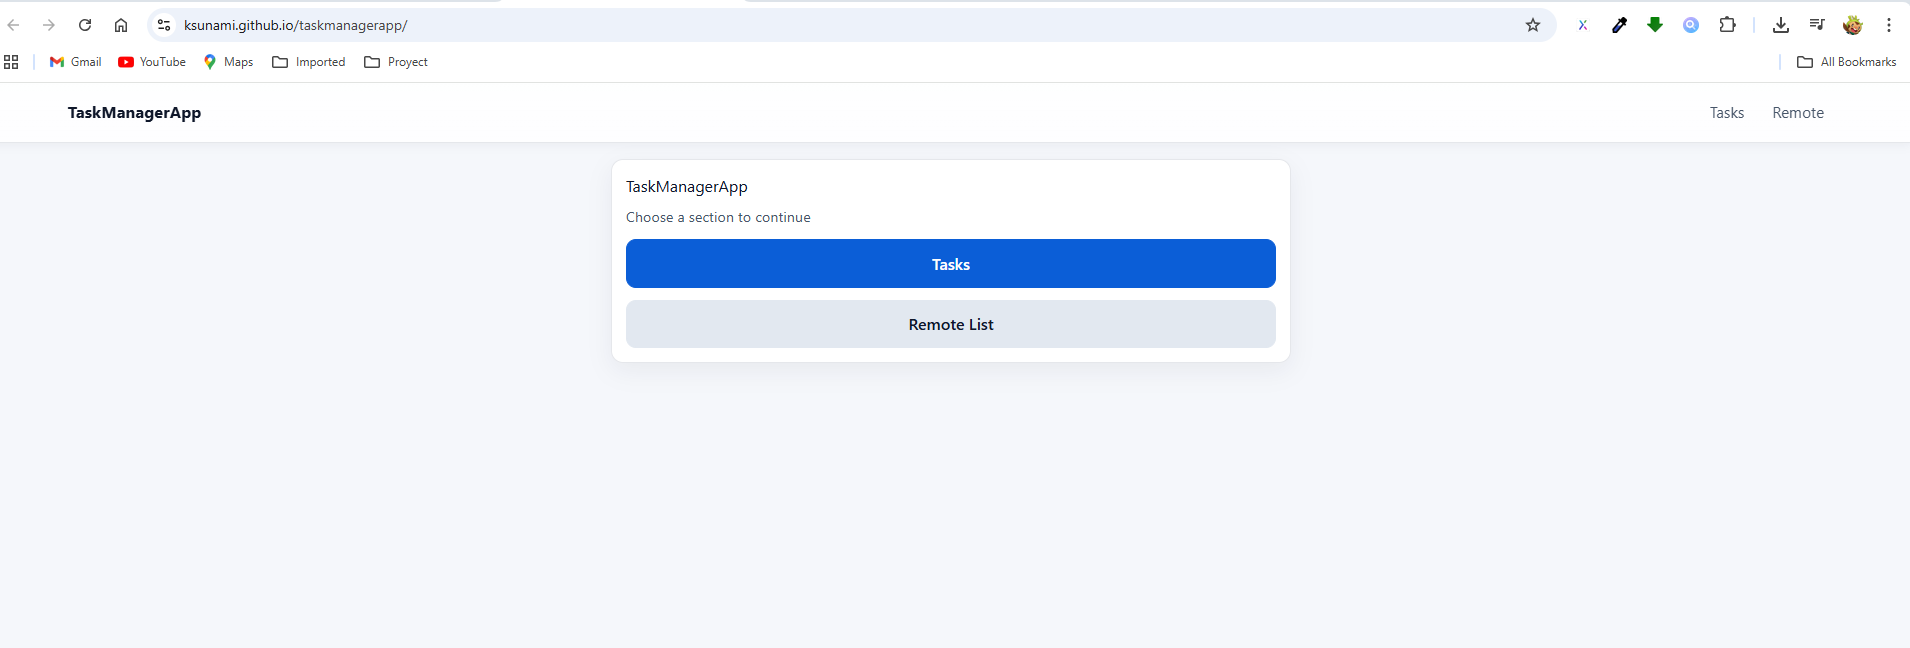 ksunami.github.io/taskmanagerapp/
Gmail YouTube Maps Imported Proyect All Bookmarks
TaskManagerApp Tasks Remote
TaskManagerApp
Choose a section to continue
Tasks
Remote List